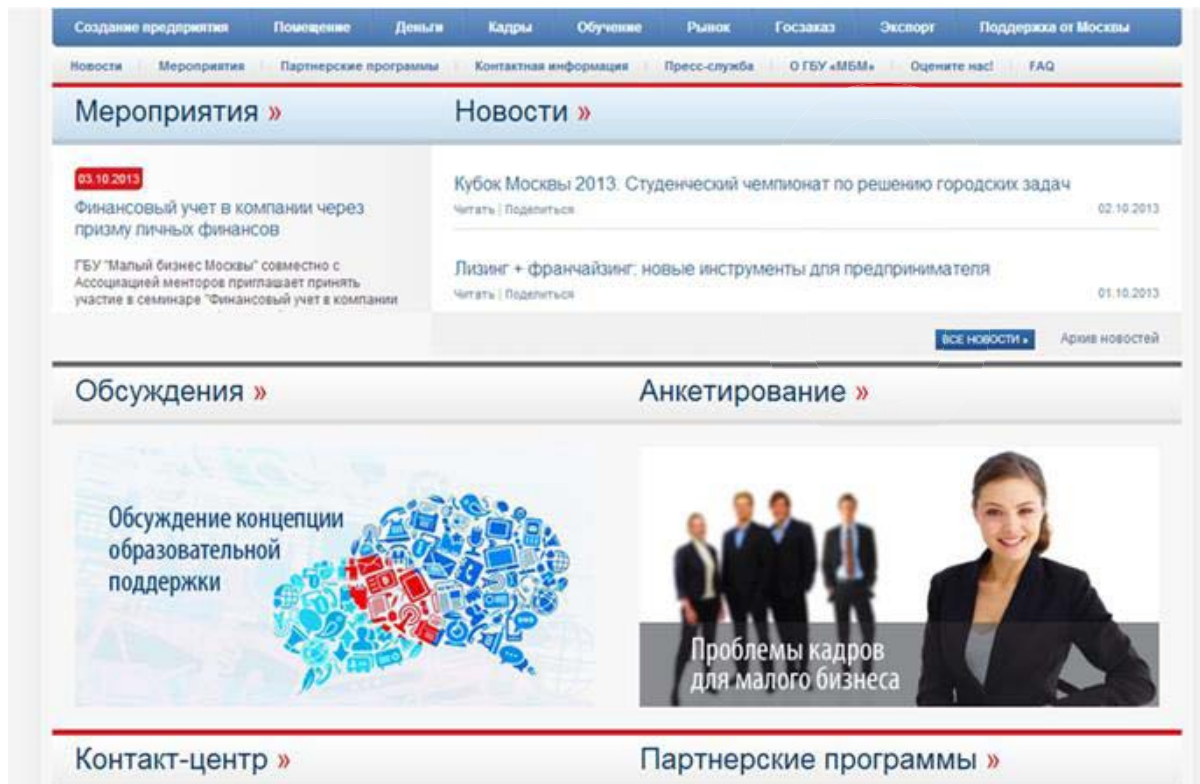 Создание предприятия Помещение Деньги Кадры Обучение Рынок Госзаказ Экспорт Поддержка от Москвы
Новости Мероприятия Партнерские программы Контактная информация Пресс-служба О ГБУ «МБМ» Оцените нас! FAQ
Мероприятия »
03.10.2013
Финансовый учет в компании через
призму личных финансов
ГБУ "Малый бизнес Москвы" совместно с
Ассоциацией менторов приглашает принять
участие в семинаре "Финансовый учет в компании
Новости »
Кубок Москвы 2013. Студенческий чемпионат по решению городских задач
Читать | Поделиться 02.10.2013
Лизинг + франчайзинг: новые инструменты для предпринимателя
Читать | Поделиться 01.10.2013
ВСЕ НОВОСТИ » Архив новостей
Обсуждения »
Обсуждение концепции
образовательной
поддержки
Анкетирование »
Проблемы кадров
для малого бизнеса
Контакт-центр »
Партнерские программы »